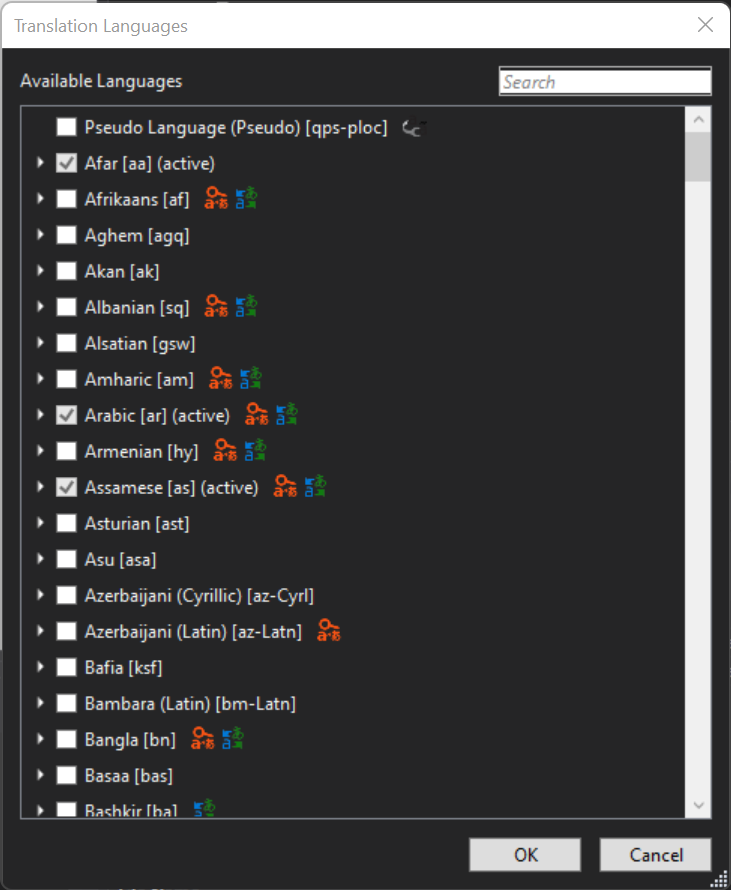 Translation Languages
Available Languages
Search
Pseudo Language (Pseudo) [qps-ploc]
Afar [aa] (active)
Afrikaans [af]
Aghem [agq]
Akan [ak]
Albanian [sq]
Alsatian [gsw]
Amharic [am]
Arabic [ar] (active)
Armenian [hy]
Assamese [as] (active)
Asturian [ast]
Asu [asa]
Azerbaijani (Cyrillic) [az-Cyrl]
Azerbaijani (Latin) [az-Latn]
Bafia [ksf]
Bambara (Latin) [bm-Latn]
Bangla [bn]
Basaa [bas]
Bashkir [ba]
OK
Cancel